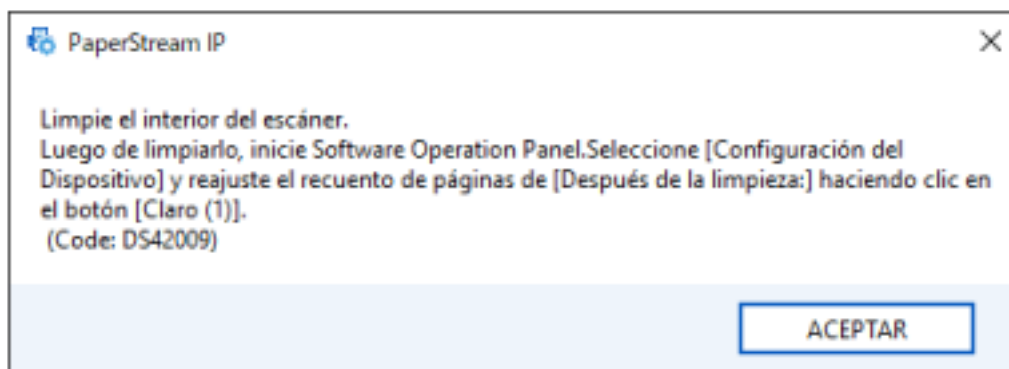 PaperStream IP
Limpie el interior del escáner.
Luego de limpiarlo, inicie Software Operation Panel.Seleccione [Configuración del
Dispositivo] y reajuste el recuento de páginas de [Después de la limpieza:] haciendo clic en
el botón [Claro (1)].
(Code: DS42009)
ACEPTAR